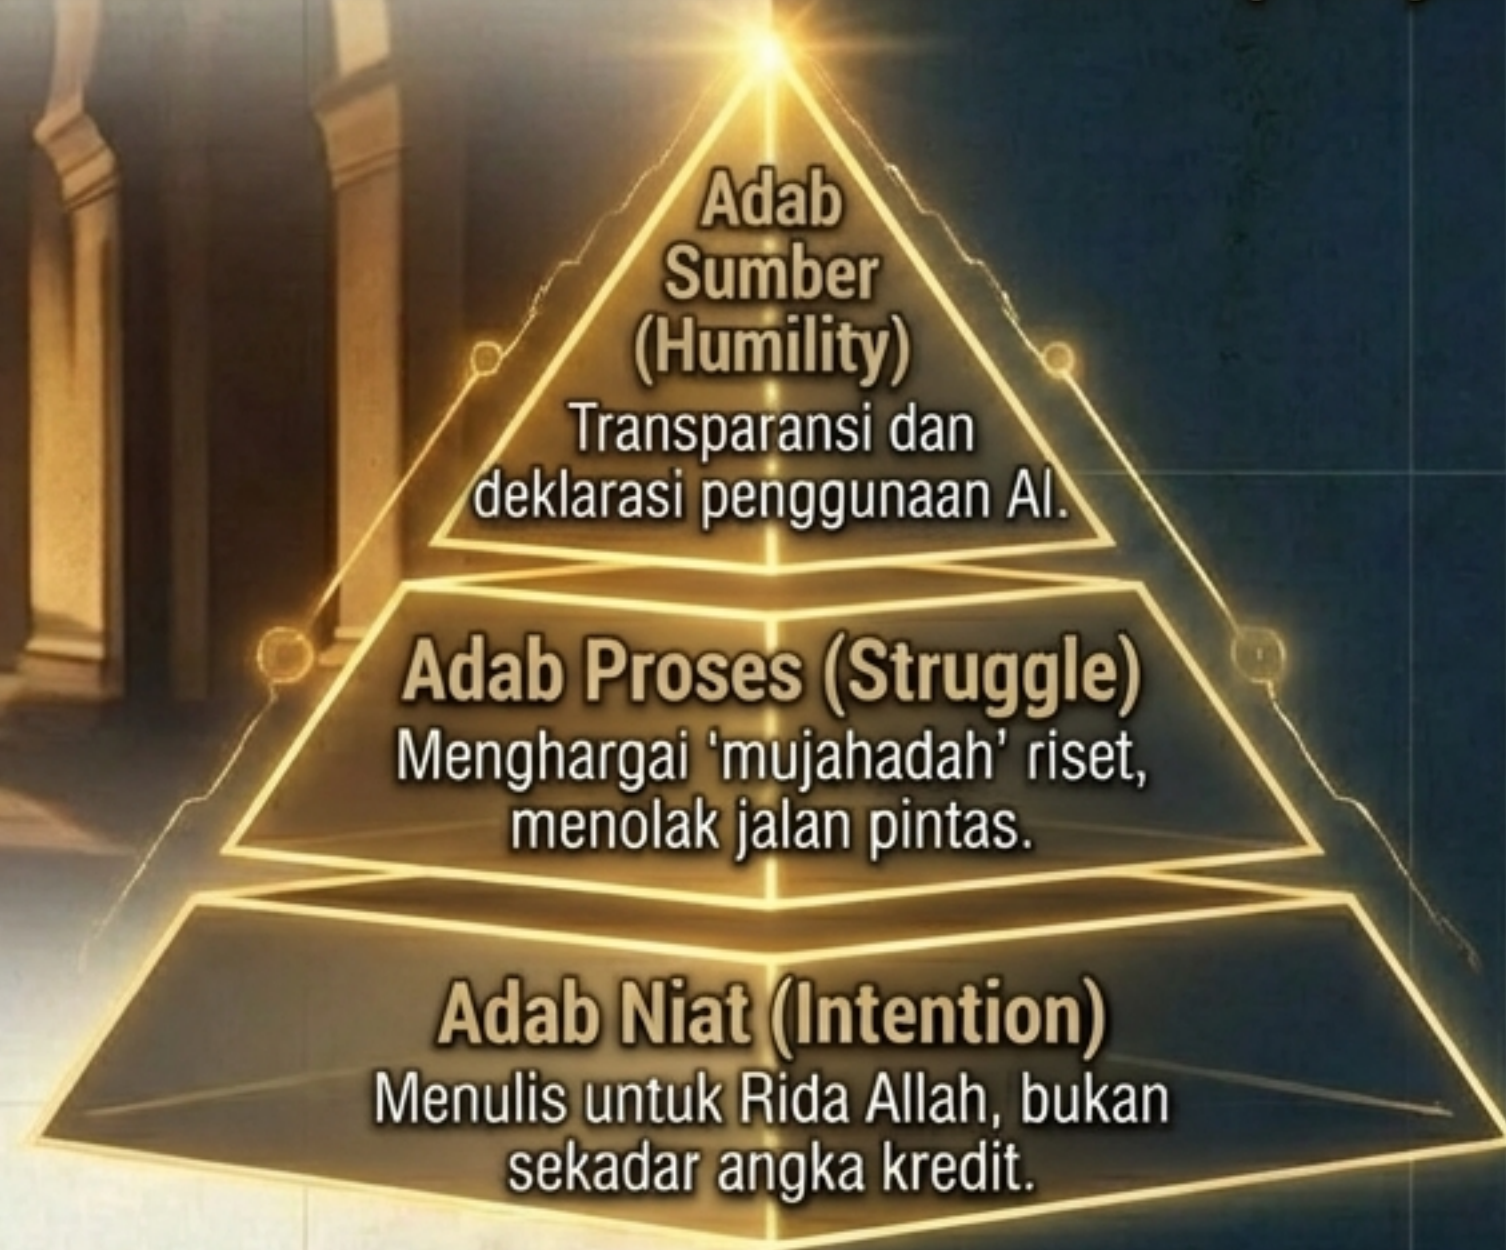 Adab
Sumber
(Humility)
Transparansi dan
deklarasi penggunaan AI.
Adab Proses (Struggle)
Menghargai ‘mujahadah’ riset,
menolak jalan pintas.
Adab Niat (Intention)
Menulis untuk Rida Allah, bukan
sekadar angka kredit.